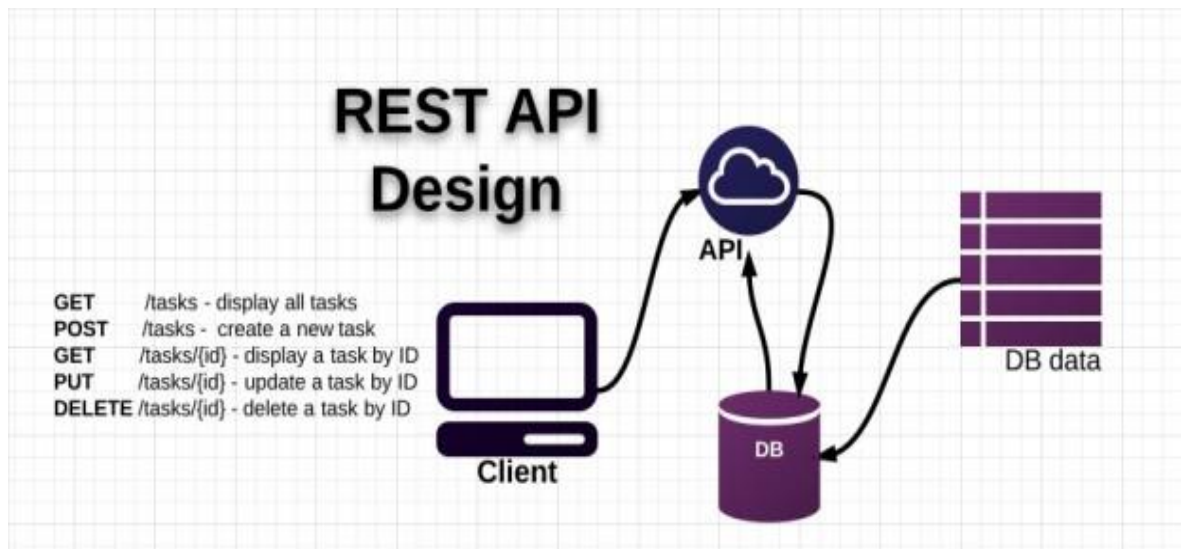 REST API
Design
API
GET /tasks - display all tasks
POST /tasks - create a new task
GET /tasks/{id} - display a task by ID
PUT /tasks/{id} - update a task by ID
DELETE /tasks/{id} - delete a task by ID
Client
DB
DB data